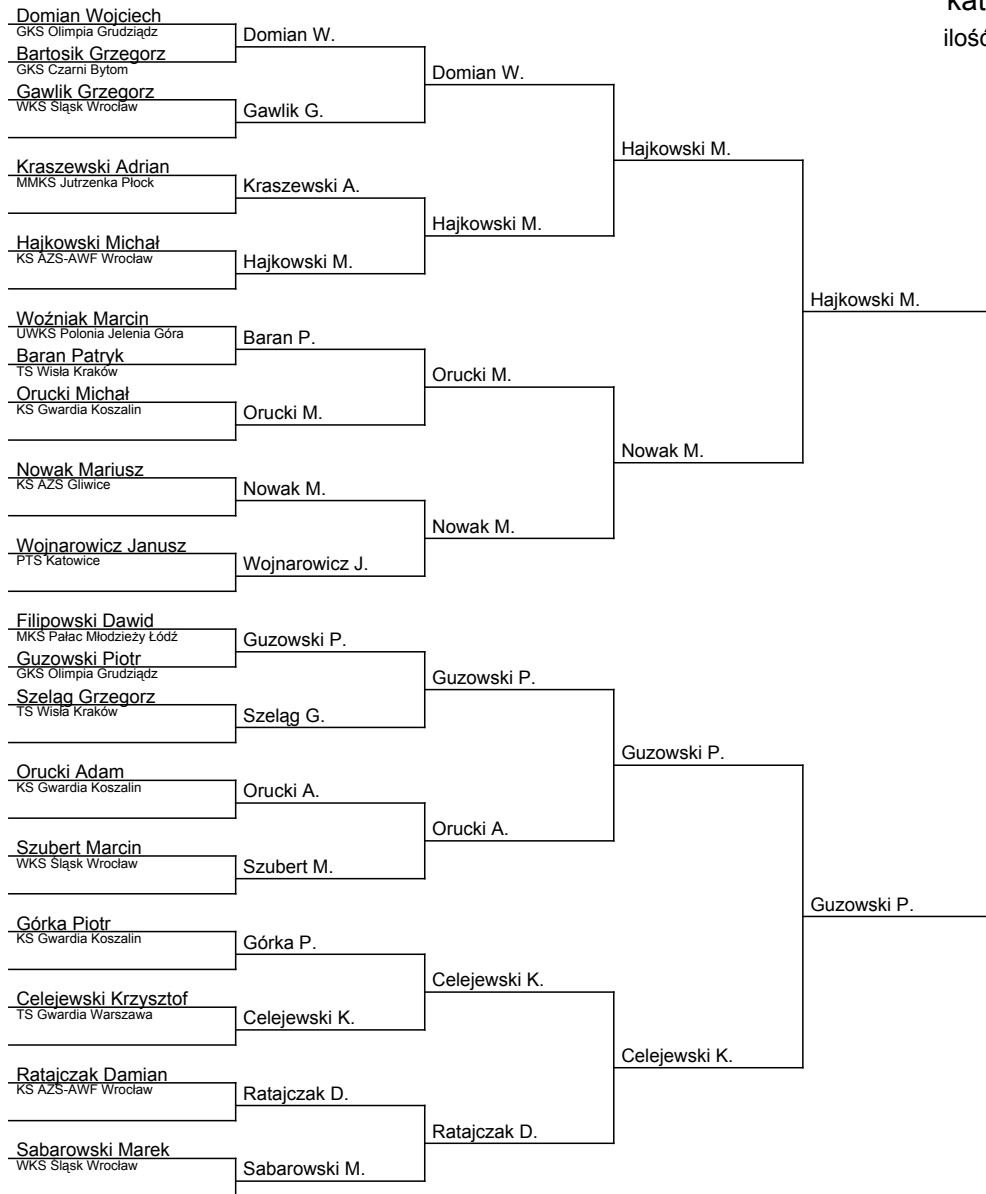 kat
ilość
Domian Wojciech
GKS Olimpia Grudziądz
Bartosik Grzegorz
GKS Czarni Bytom
Gawlik Grzegorz
WKS Śląsk Wrocław
Kraszewski Adrian
MMKS Jutrzenka Płock
Hajkowski Michał
KS AZS-AWF Wrocław
Woźniak Marcin
UWKS Polonia Jelenia Góra
Baran Patryk
TS Wisła Kraków
Orucki Michał
KS Gwardia Koszalin
Nowak Mariusz
KS AZS Gliwice
Wojnarowicz Janusz
PTS Katowice
Filipowski Dawid
MKS Pałac Młodzieży Łódź
Guzowski Piotr
GKS Olimpia Grudziądz
Szeląg Grzegorz
TS Wisła Kraków
Orucki Adam
KS Gwardia Koszalin
Szubert Marcin
WKS Śląsk Wrocław
Górka Piotr
KS Gwardia Koszalin
Celejewski Krzysztof
TS Gwardia Warszawa
Ratajczak Damian
KS AZS-AWF Wrocław
Sabarowski Marek
WKS Śląsk Wrocław
Domian W.
Gawlik G.
Kraszewski A.
Hajkowski M.
Baran P.
Orucki M.
Nowak M.
Wojnarowicz J.
Guzowski P.
Szeląg G.
Orucki A.
Szubert M.
Górka P.
Celejewski K.
Ratajczak D.
Sabarowski M.
Domian W.
Hajkowski M.
Orucki M.
Nowak M.
Guzowski P.
Orucki A.
Celejewski K.
Ratajczak D.
Hajkowski M.
Nowak M.
Guzowski P.
Celejewski K.
Hajkowski M.
Guzowski P.